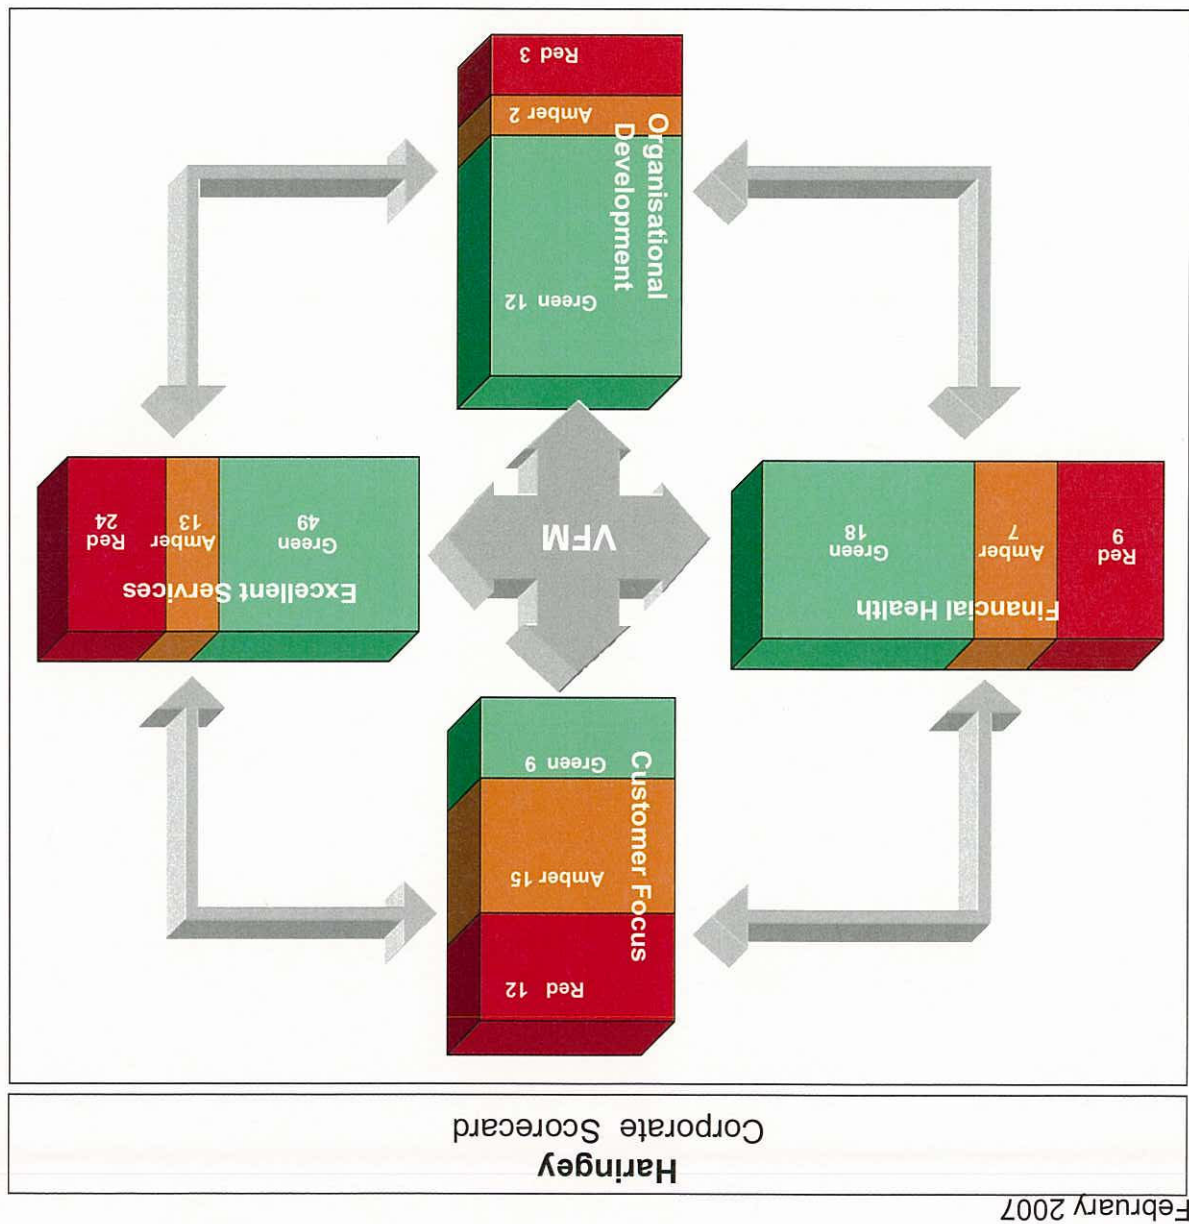 February 2007
Haringey
Corporate Scorecard
Customer Focus
Red 12
Amber 15
Green 9
Financial Health
Red
9
Amber
7
Green
18
VFM
Excellent Services
Green
49
Amber
13
Red
24
Organisational
Development
Green 12
Amber 2
Red 3